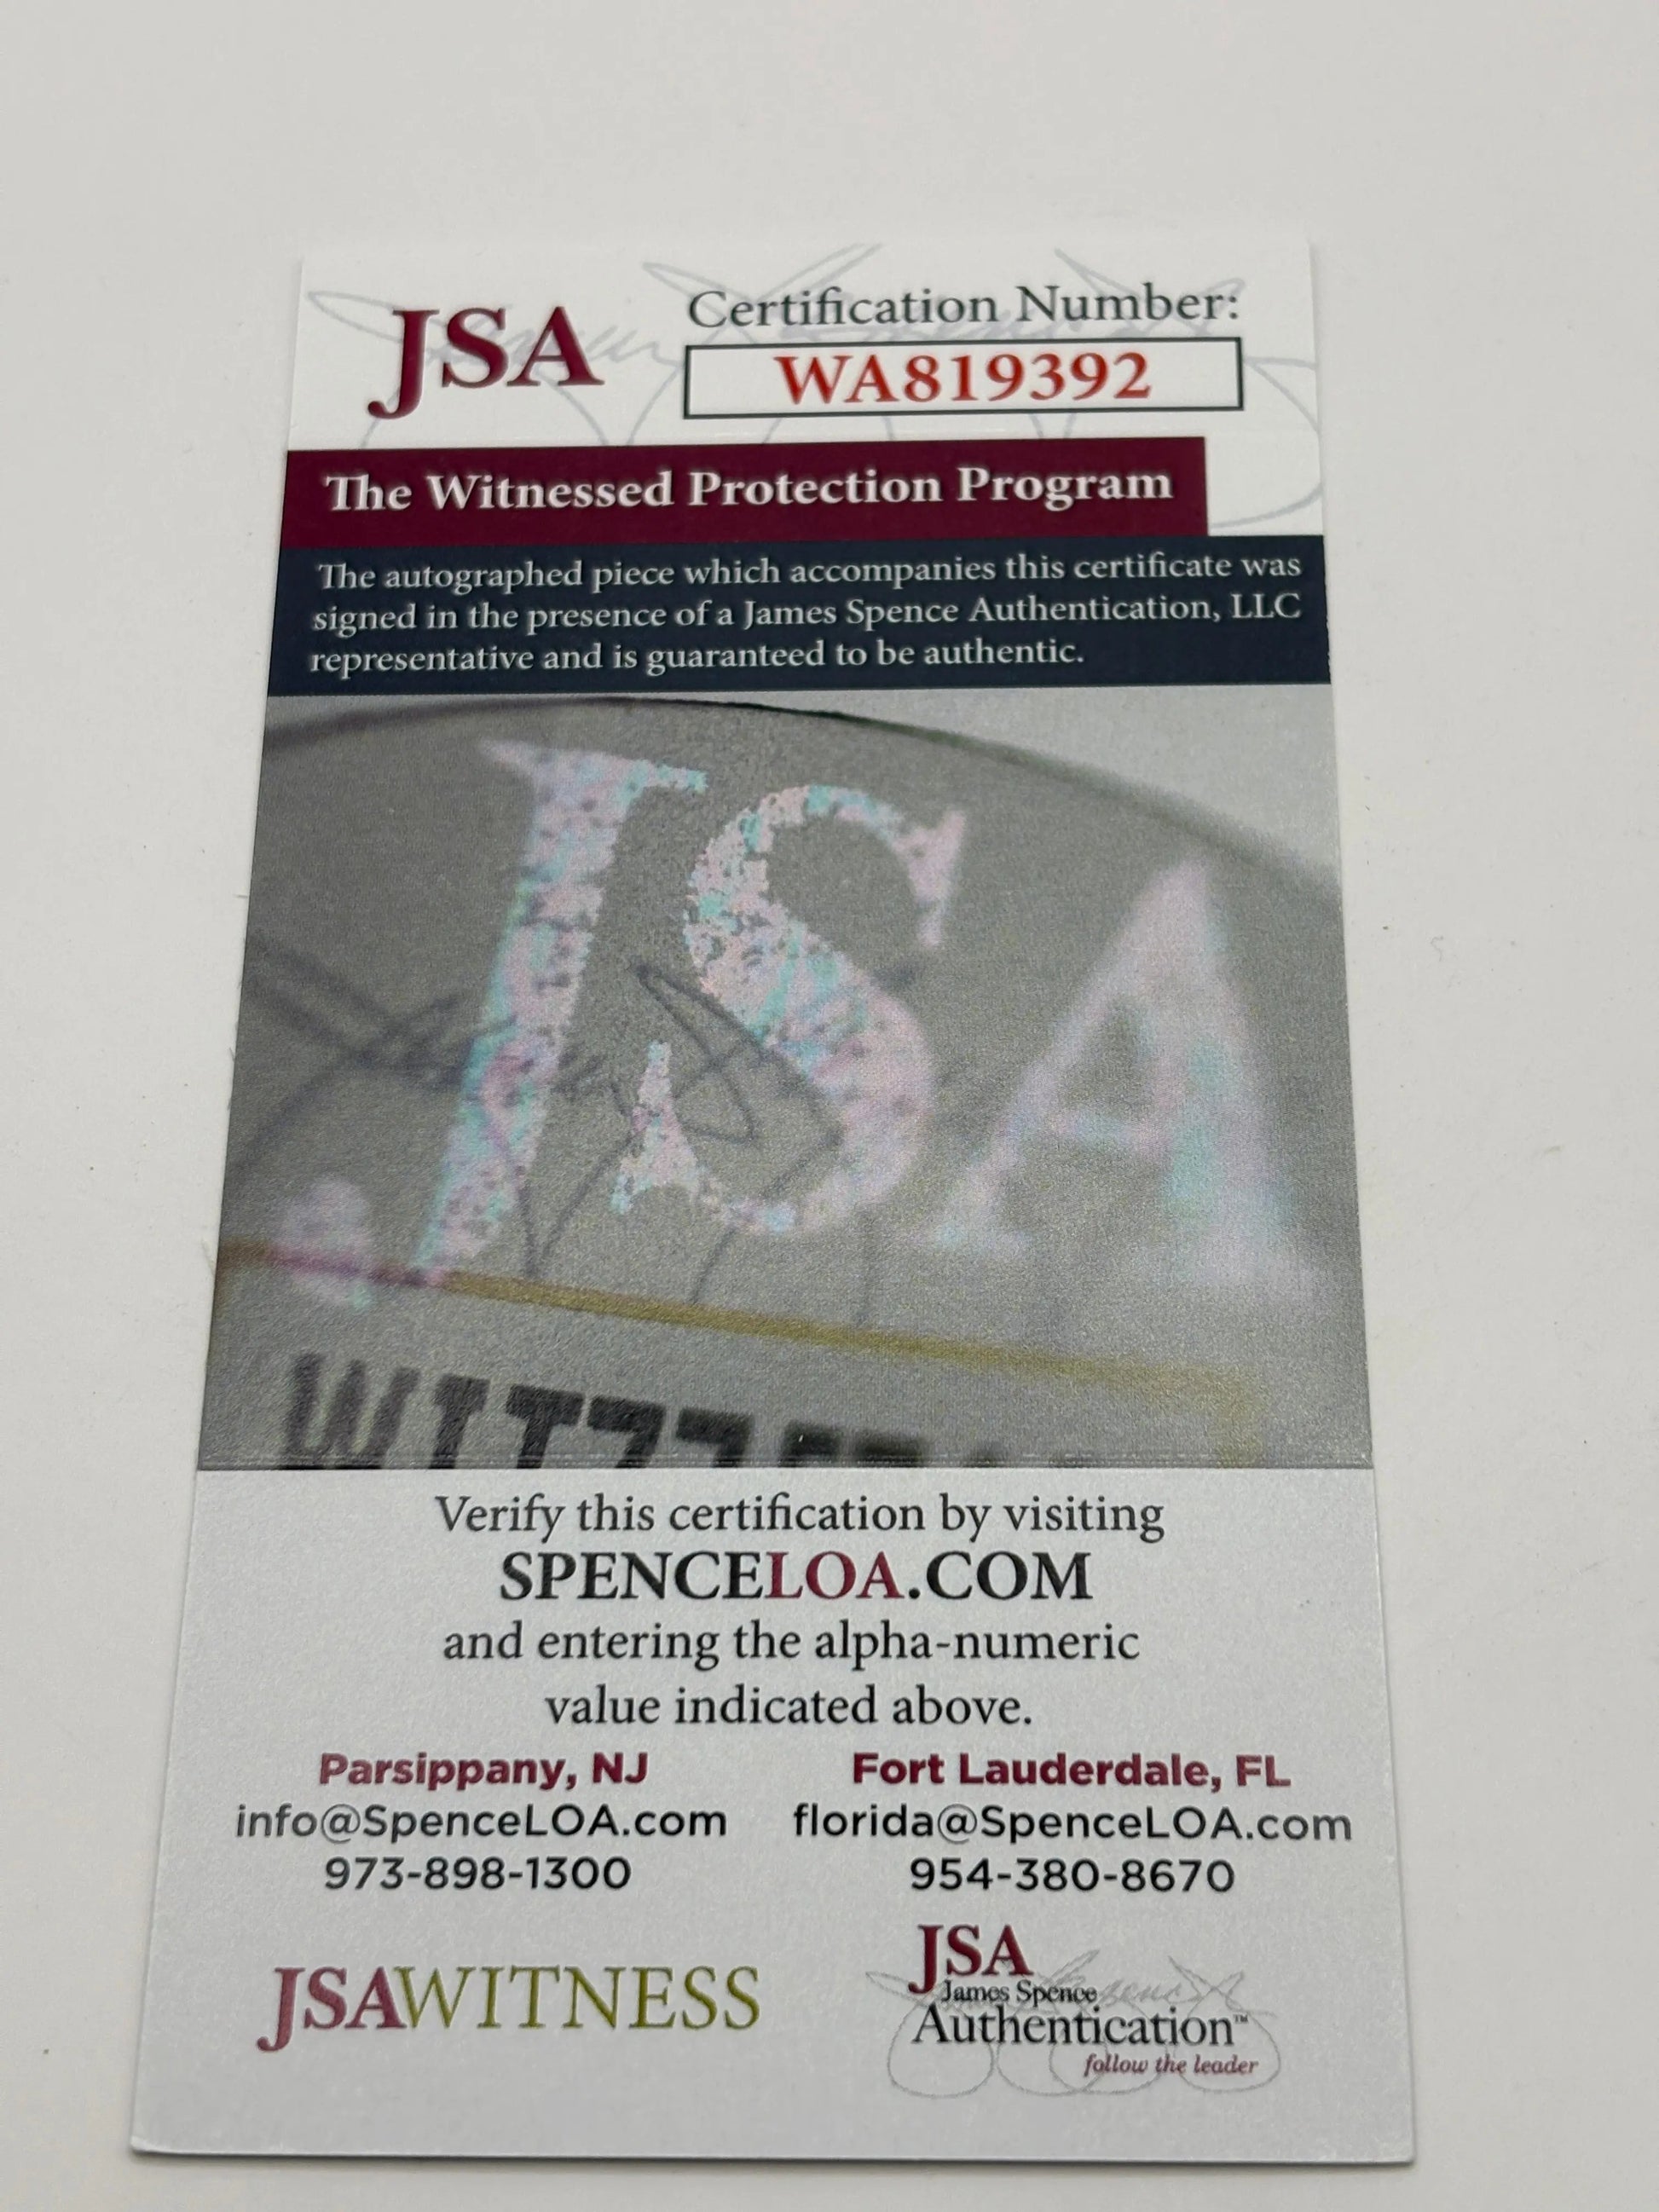 JSA
Certification Number:
WA819392
The Witnessed Protection Program
The autographed piece which accompanies this certificate was
signed in the presence of a James Spence Authentication, LLC
representative and is guaranteed to be authentic.
JSA
Verify this certification by visiting
SPENCELOA.COM
and entering the alpha-numeric
value indicated above.
Parsippany, NJ
info@SpenceLOA.com
973-898-1300
Fort Lauderdale, FL
florida@SpenceLOA.com
954-380-8670
JSAWITNESS
JSA
James Spence
Authentication™
follow the leader